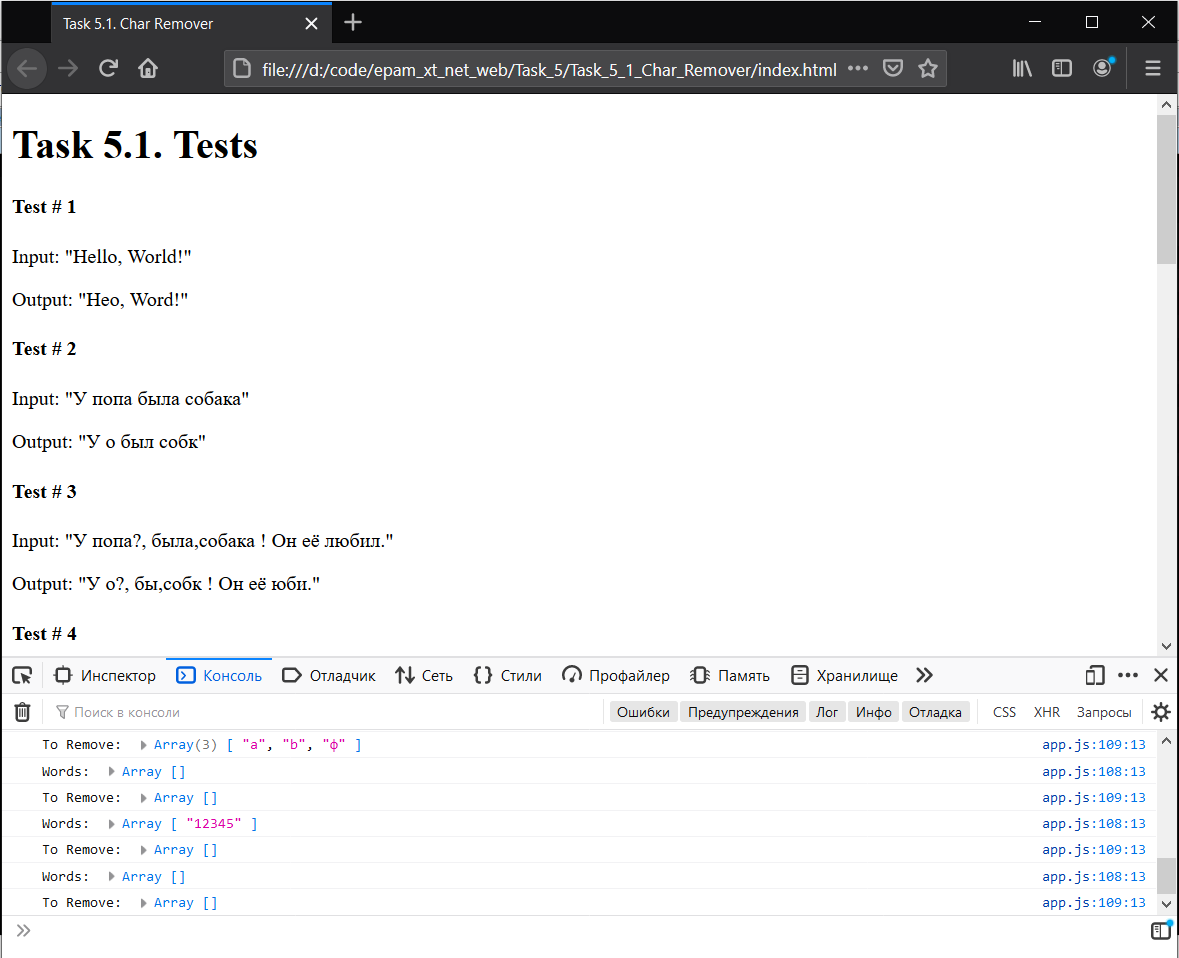 Task 5.1. Char Remover
file:///d:/code/epam_xt_net_web/Task_5/Task_5_1_Char_Remover/index.html
Task 5.1. Tests
Test # 1
Input: "Hello, World!"
Output: "Heo, Word!"
Test # 2
Input: "У попа была собака"
Output: "У о был собк"
Test # 3
Input: "У попа?, была,собака ! Он её любил."
Output: "У о?, бы,собк ! Он её юби."
Test # 4
Инспектор Консоль Отладчик Сеть Стили Профайлер Память Хранилище
Поиск в консоли Ошибки Предупреждения Лог Инфо Отладка CSS XHR Запросы
To Remove: Array(3) [ "a", "b", "ф" ] app.js:109:13
Words: Array [] app.js:108:13
To Remove: Array [] app.js:109:13
Words: Array [ "12345" ] app.js:108:13
To Remove: Array [] app.js:109:13
Words: Array [] app.js:108:13
To Remove: Array [] app.js:109:13